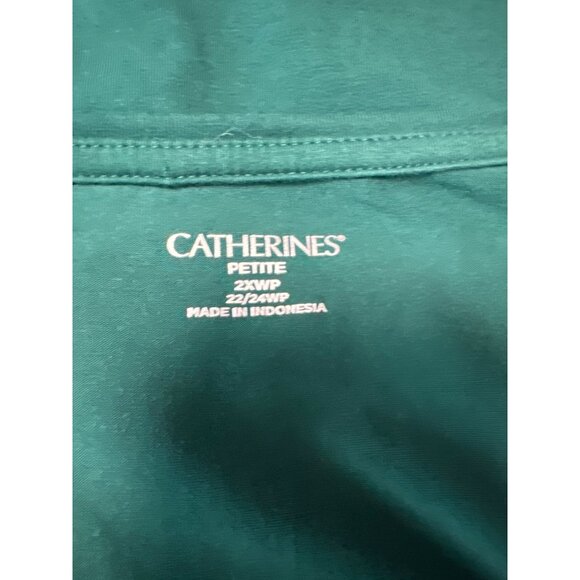 CATHERINES®
PETITE
2XWP
22/24WP
MADE IN INDONESIA